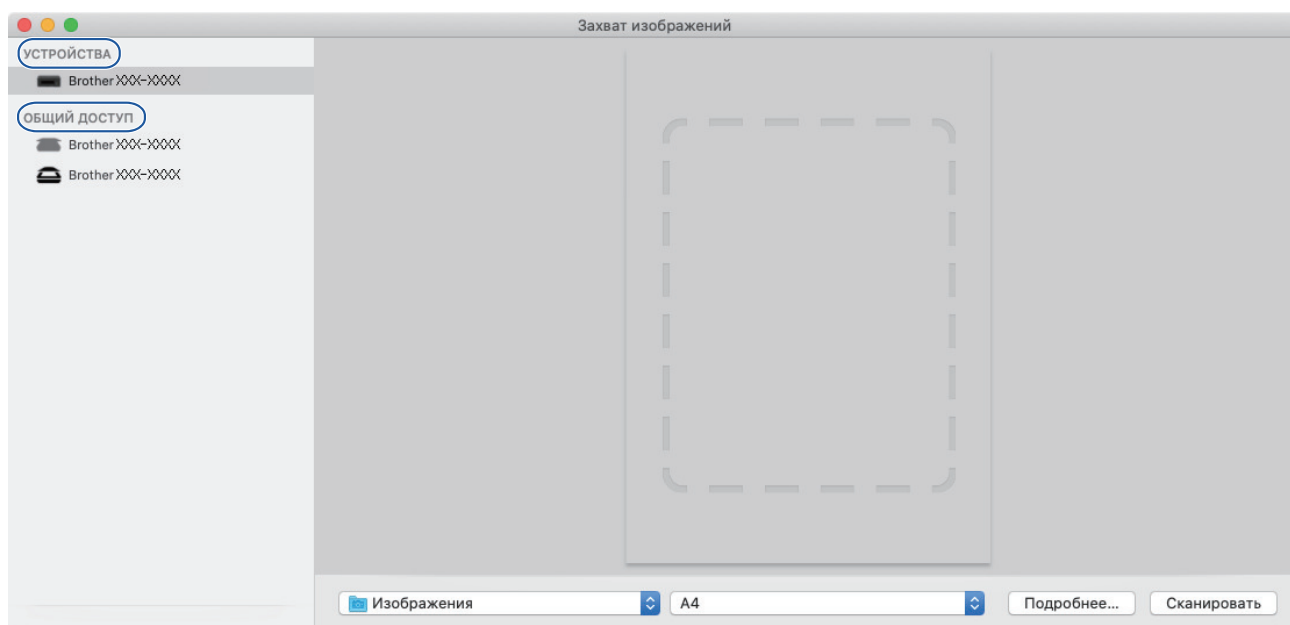 Захват изображений
УСТРОЙСТВА
Brother XXX-XXXX
ОБЩИЙ ДОСТУП
Brother XXX-XXXX
Brother XXX-XXXX
Изображения
A4
Подробнее...
Сканировать